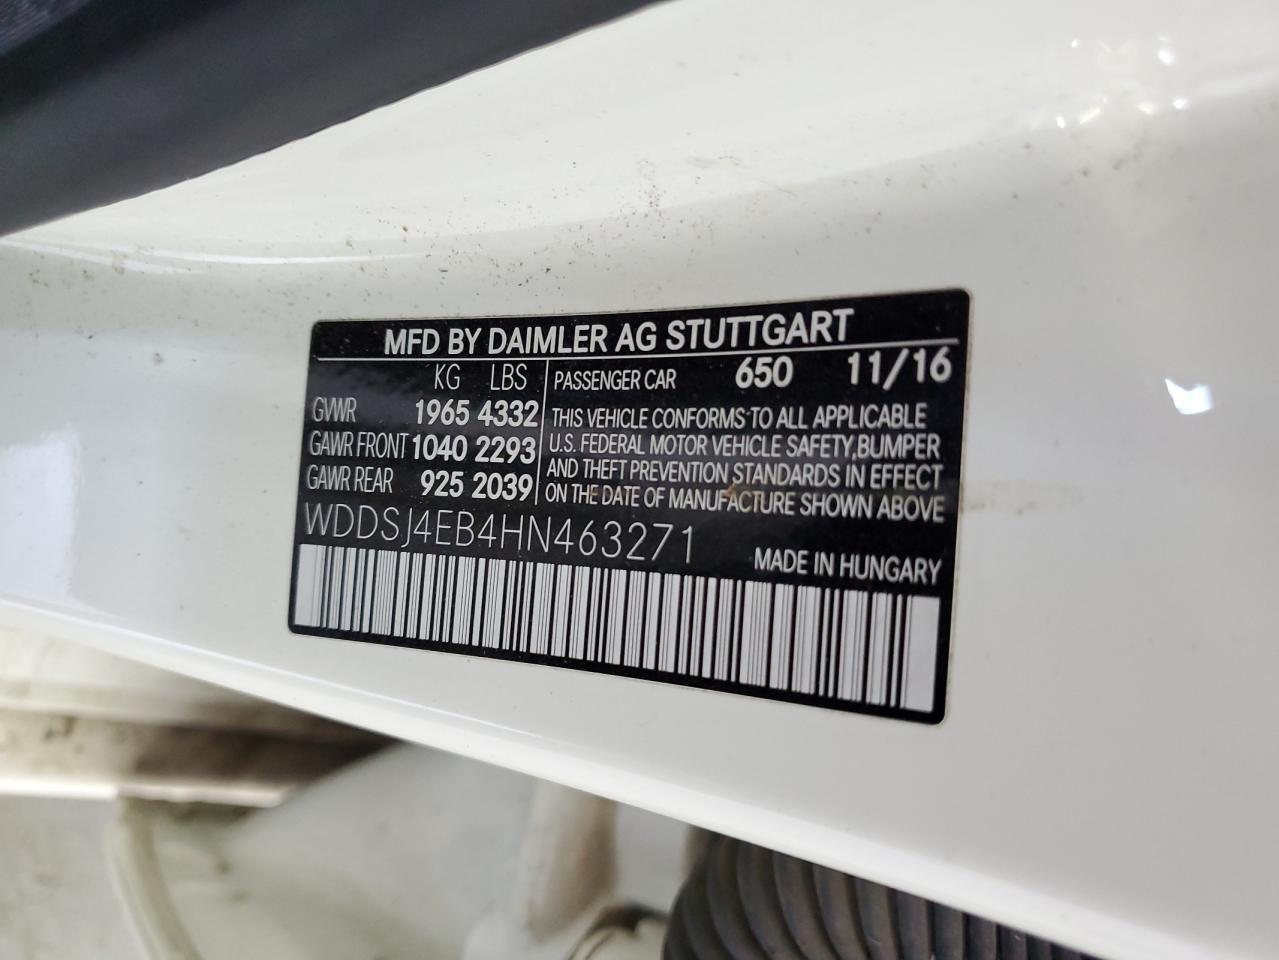 MFD BY DAIMLER AG STUTTGART
KG LBS
GVWR 1965 4332
GAWR FRONT 1040 2293
GAWR REAR 925 2039
PASSENGER CAR 650 11/16
THIS VEHICLE CONFORMS TO ALL APPLICABLE
U.S. FEDERAL MOTOR VEHICLE SAFETY, BUMPER
AND THEFT PREVENTION STANDARDS IN EFFECT
ON THE DATE OF MANUFACTURE SHOWN ABOVE
WDDSJ4EB4HN463271
MADE IN HUNGARY